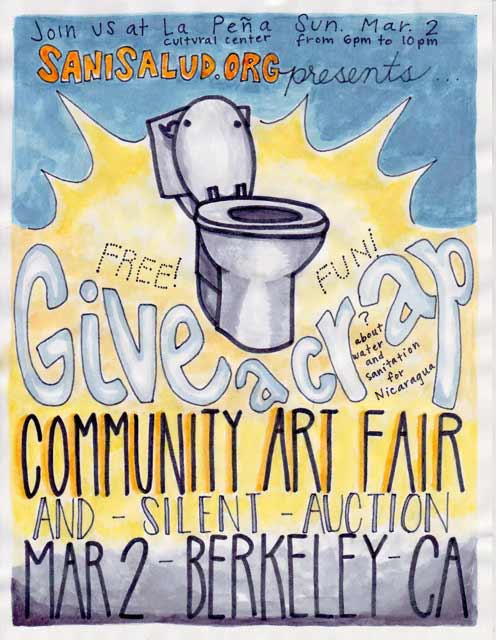 Join us at La Peña Sun. Mar. 2
cultural center from 6pm to 10pm
SANISALUD.ORG presents...
FREE!
FUN!
Give a crap
?
about
water
and
sanitation
for
Nicaragua
COMMUNITY ART FAIR
AND - SILENT - AUCTION
MAR 2 - BERKELEY - CA